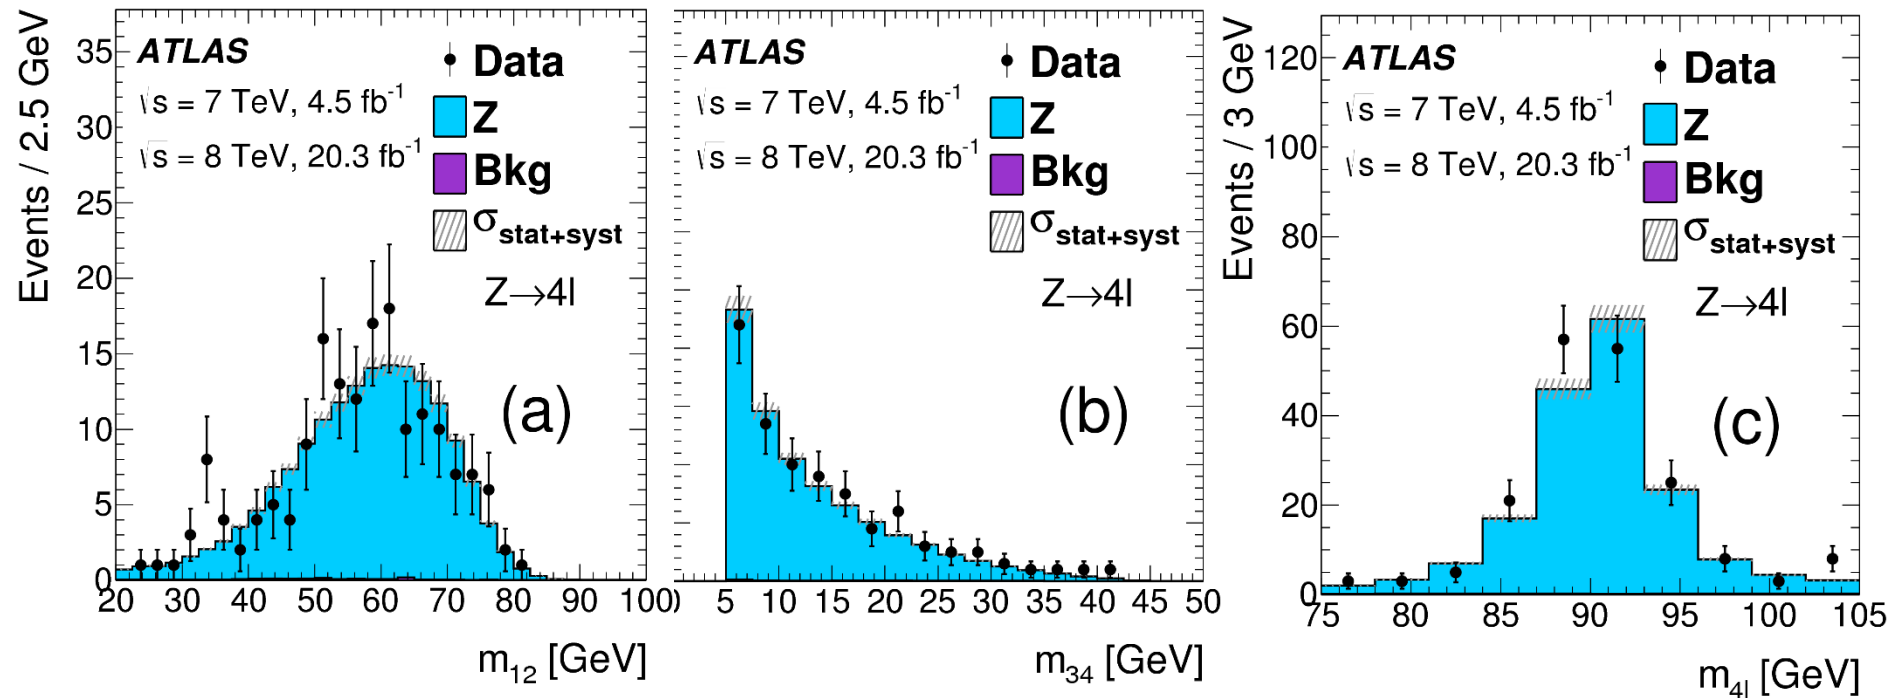 Events / 2.5 GeV
35
30
25
20
15
10
5
0
ATLAS
√s = 7 TeV, 4.5 fb⁻¹
√s = 8 TeV, 20.3 fb⁻¹
Data
Z
Bkg
σstat+syst
Z→4l
(a)
20 30 40 50 60 70 80 90 100
m₁₂ [GeV]
ATLAS
√s = 7 TeV, 4.5 fb⁻¹
√s = 8 TeV, 20.3 fb⁻¹
Data
Z
Bkg
σstat+syst
Z→4l
(b)
5 10 15 20 25 30 35 40 45 50
m₃₄ [GeV]
Events / 3 GeV
120
100
80
60
40
20
0
ATLAS
√s = 7 TeV, 4.5 fb⁻¹
√s = 8 TeV, 20.3 fb⁻¹
Data
Z
Bkg
σstat+syst
Z→4l
(c)
75 80 85 90 95 100 105
m4l [GeV]